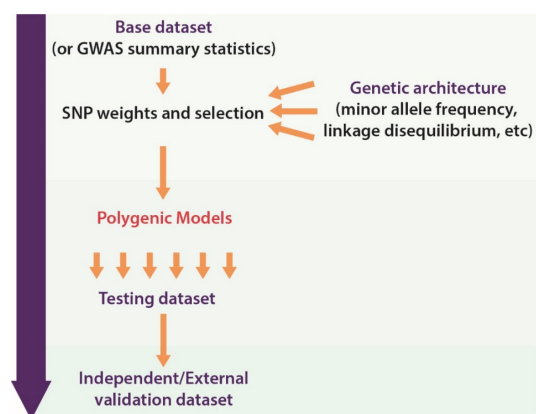 Base dataset
(or GWAS summary statistics)
SNP weights and selection
Genetic architecture
(minor allele frequency,
linkage disequilibrium, etc)
Polygenic Models
Testing dataset
Independent/External
validation dataset